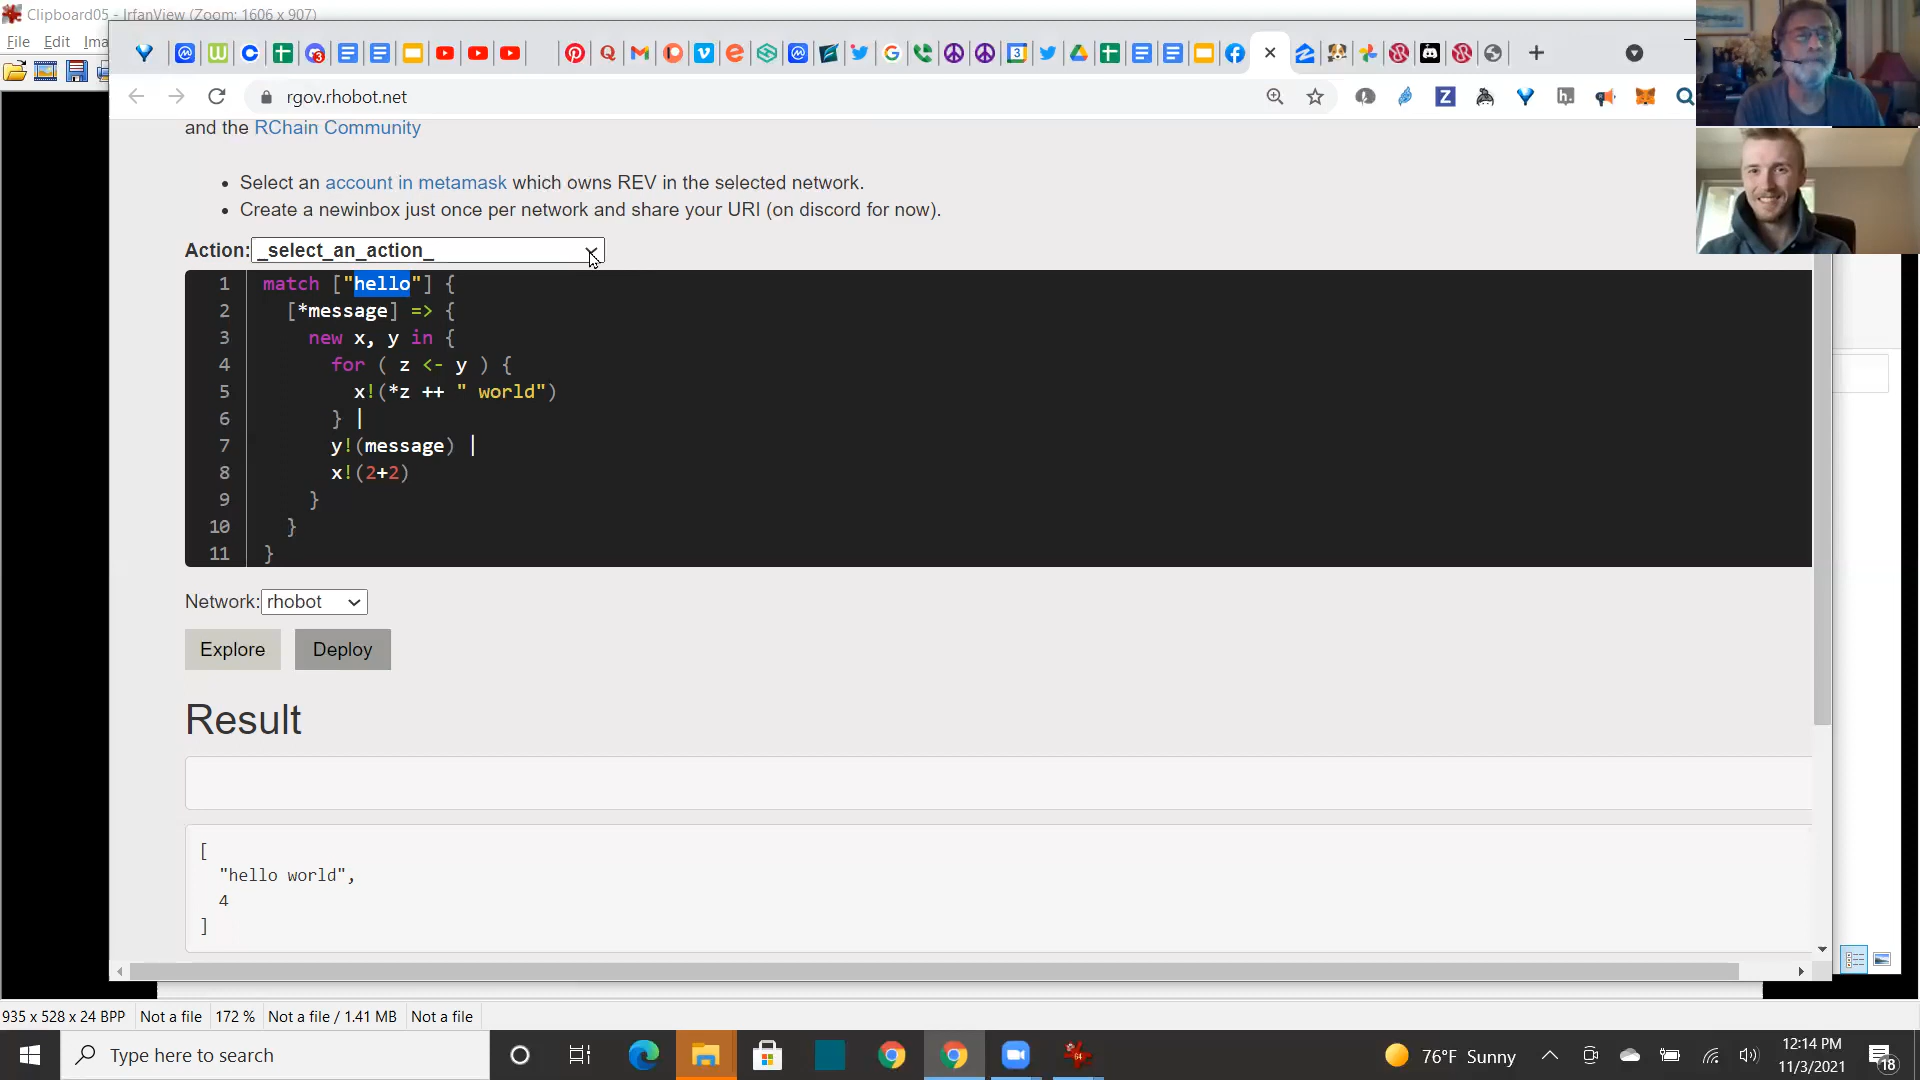 Clipboard05 - IrfanView (Zoom: 1606 x 907)
File Edit Ima
rgov.rhobot.net
and the RChain Community
Select an account in metamask which owns REV in the selected network.
Create a newinbox just once per network and share your URI (on discord for now).
Action: _select_an_action_
1 match ["hello"] {
2 [*message] => {
3 new x, y in {
4 for ( z <- y ) {
5 x!(*z ++ " world")
6 } |
7 y!(message) |
8 x!(2+2)
9 }
10 }
11 }
Network: rhobot
Explore Deploy
Result
[
"hello world",
4
]
935 x 528 x 24 BPP Not a file 172 % Not a file / 1.41 MB Not a file
Type here to search
76°F Sunny
12:14 PM
11/3/2021
18